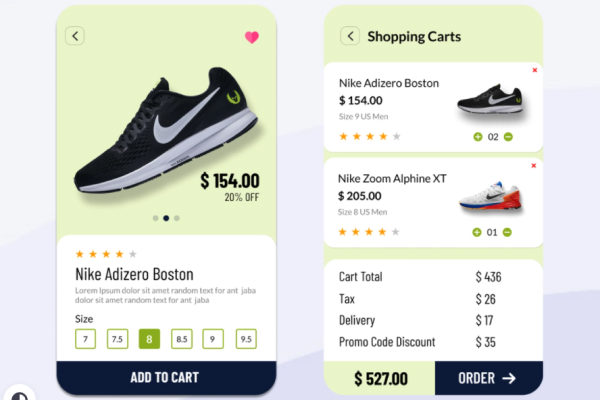 $ 154.00
20% OFF
Nike Adizero Boston
Lorem Ipsum dolor sit amet random text for ant jaba
dolor sit amet random text for ant jaba
Size
7 7.5 8 8.5 9 9.5
ADD TO CART
Shopping Carts
Nike Adizero Boston
$ 154.00
Size 9 US Men
02
Nike Zoom Alphine XT
$ 205.00
Size 8 US Men
01
Cart Total $ 436
Tax $ 26
Delivery $ 17
Promo Code Discount $ 35
$ 527.00 ORDER →